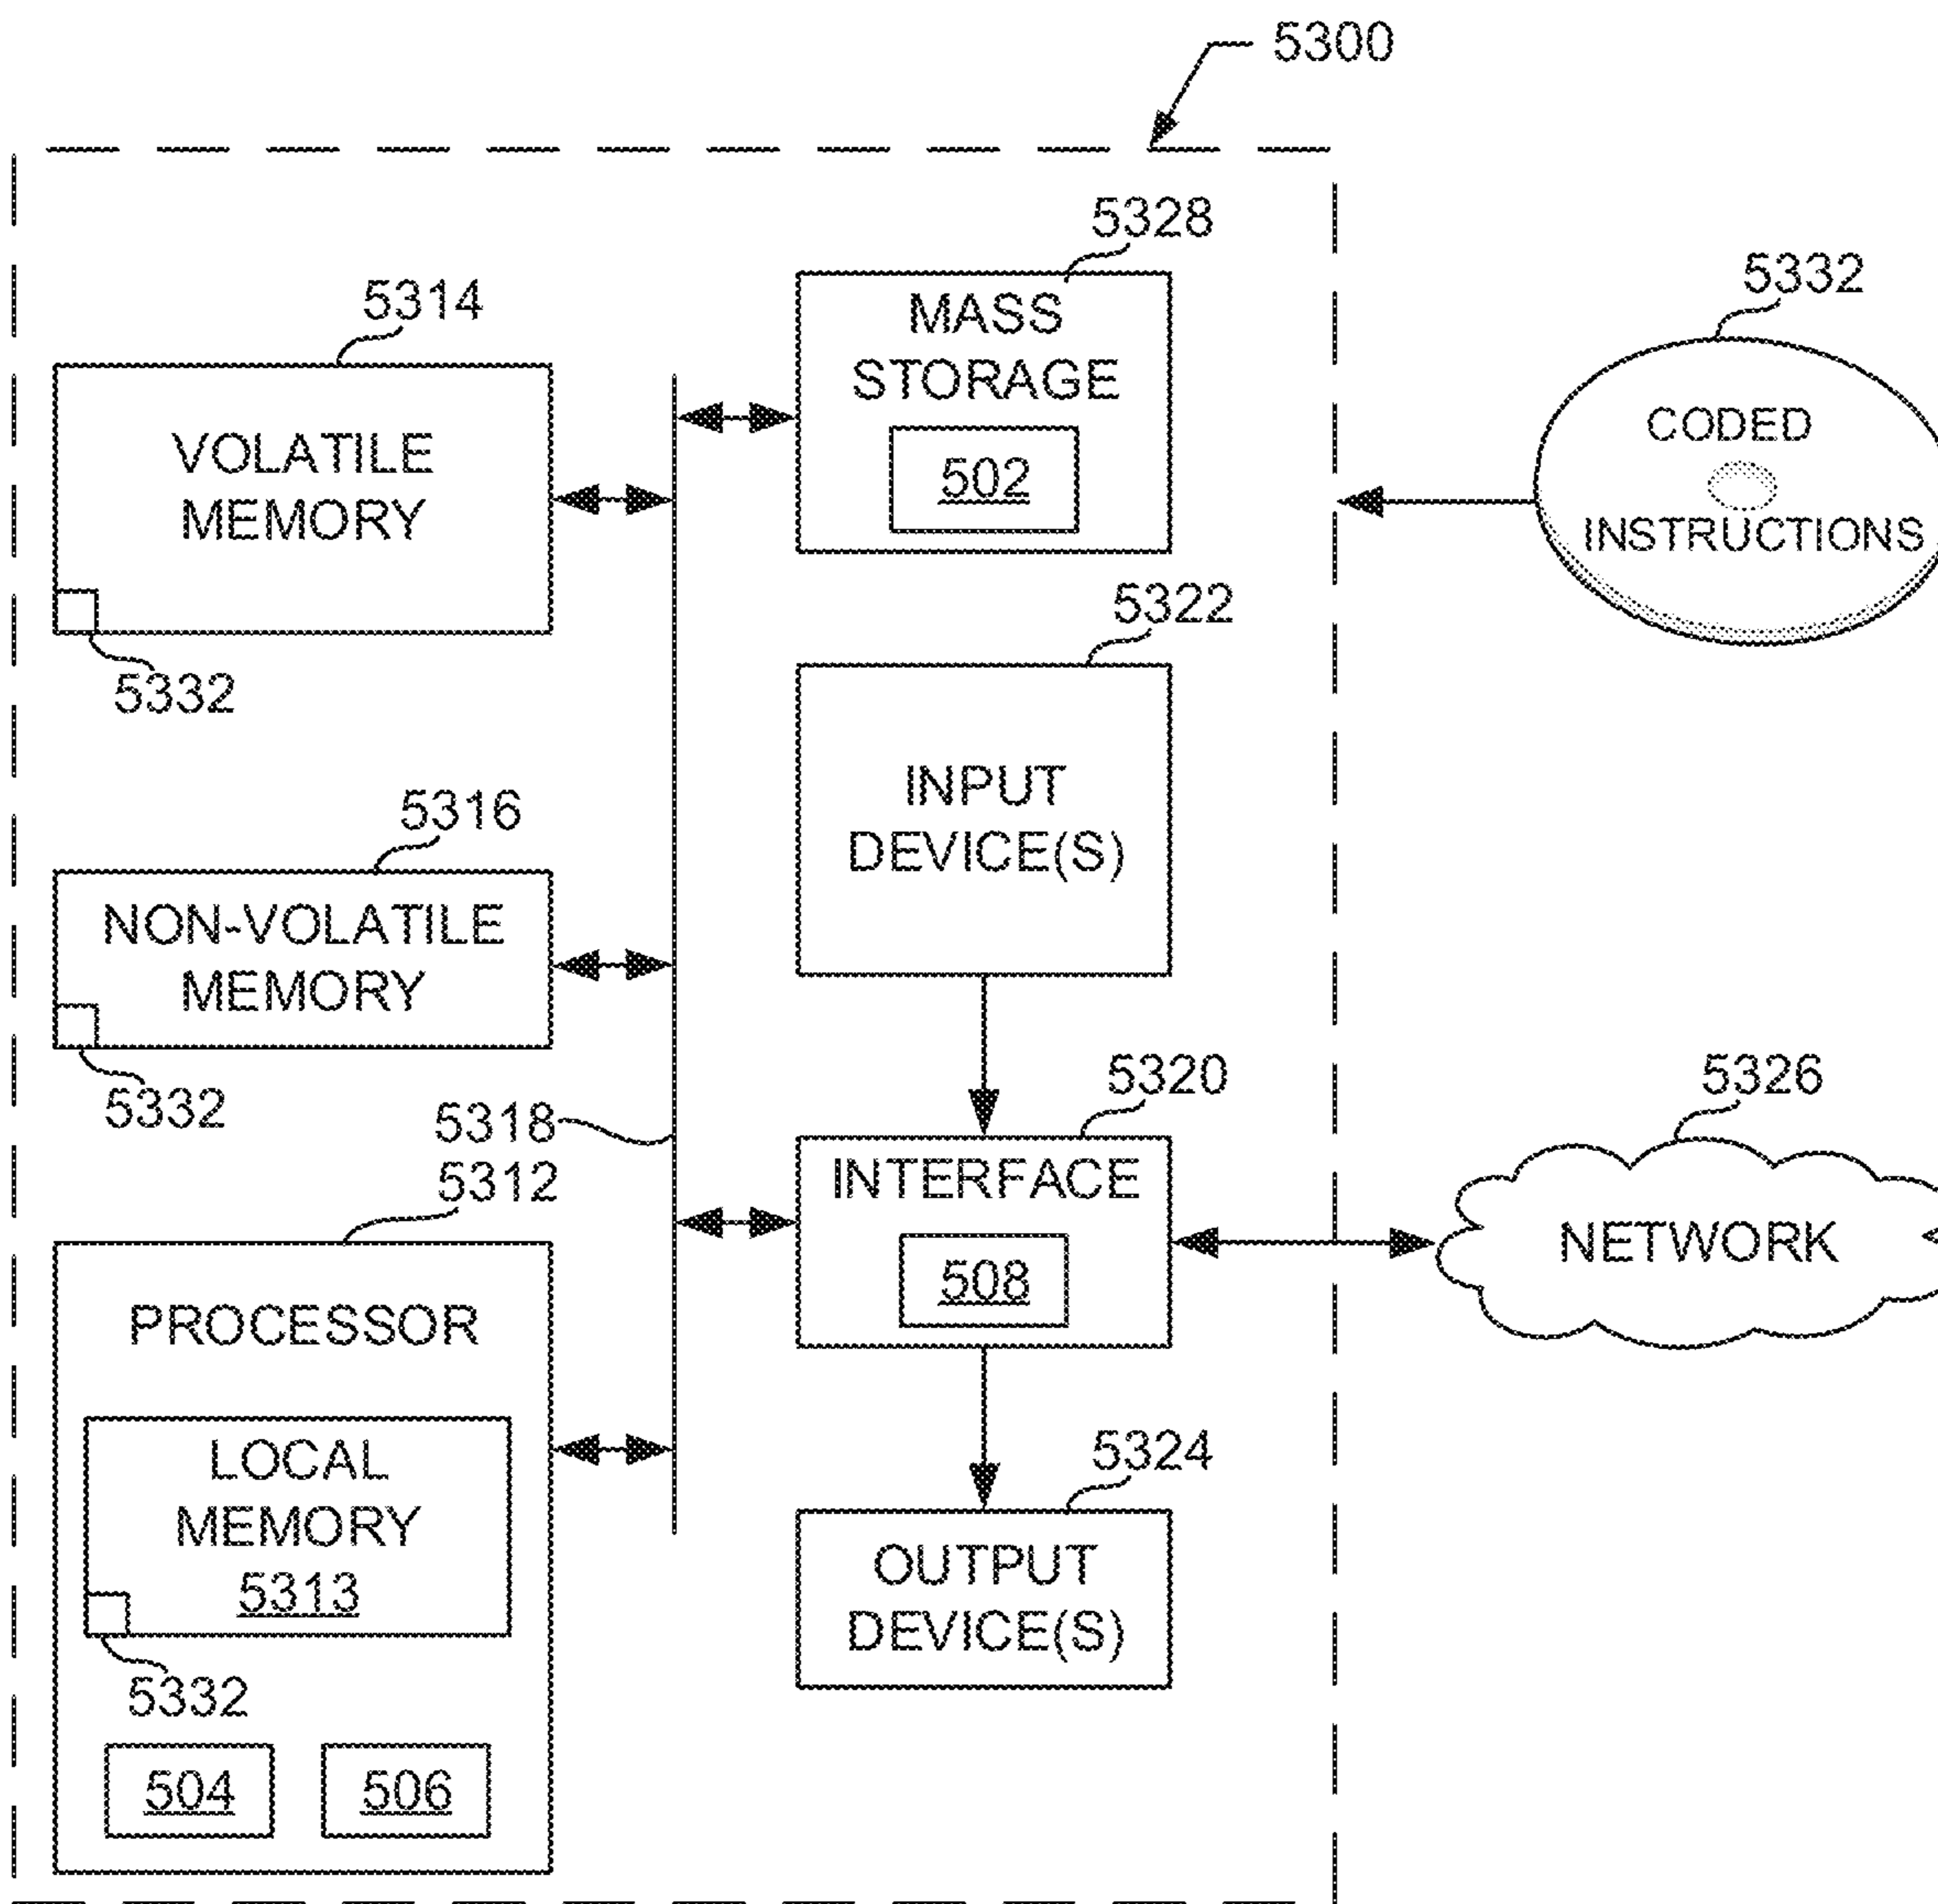 5300
5328
5314
5332
MASS
STORAGE
502
VOLATILE
MEMORY
5332
CODED
INSTRUCTIONS
5322
INPUT
DEVICE(S)
5316
NON-VOLATILE
MEMORY
5332
5318
5312
5320
INTERFACE
508
5326
NETWORK
PROCESSOR
LOCAL
MEMORY
5313
5332
504
506
5324
OUTPUT
DEVICE(S)